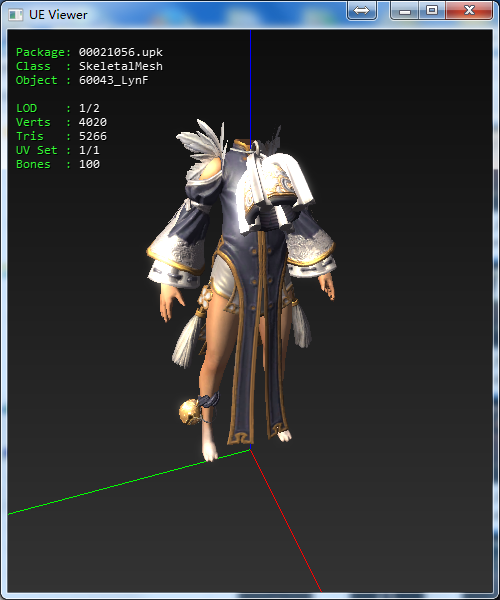 UE Viewer
Package: 00021056.upk
Class : SkeletalMesh
Object : 60043_LynF
LOD : 1/2
Verts : 4020
Tris : 5266
UV Set : 1/1
Bones : 100